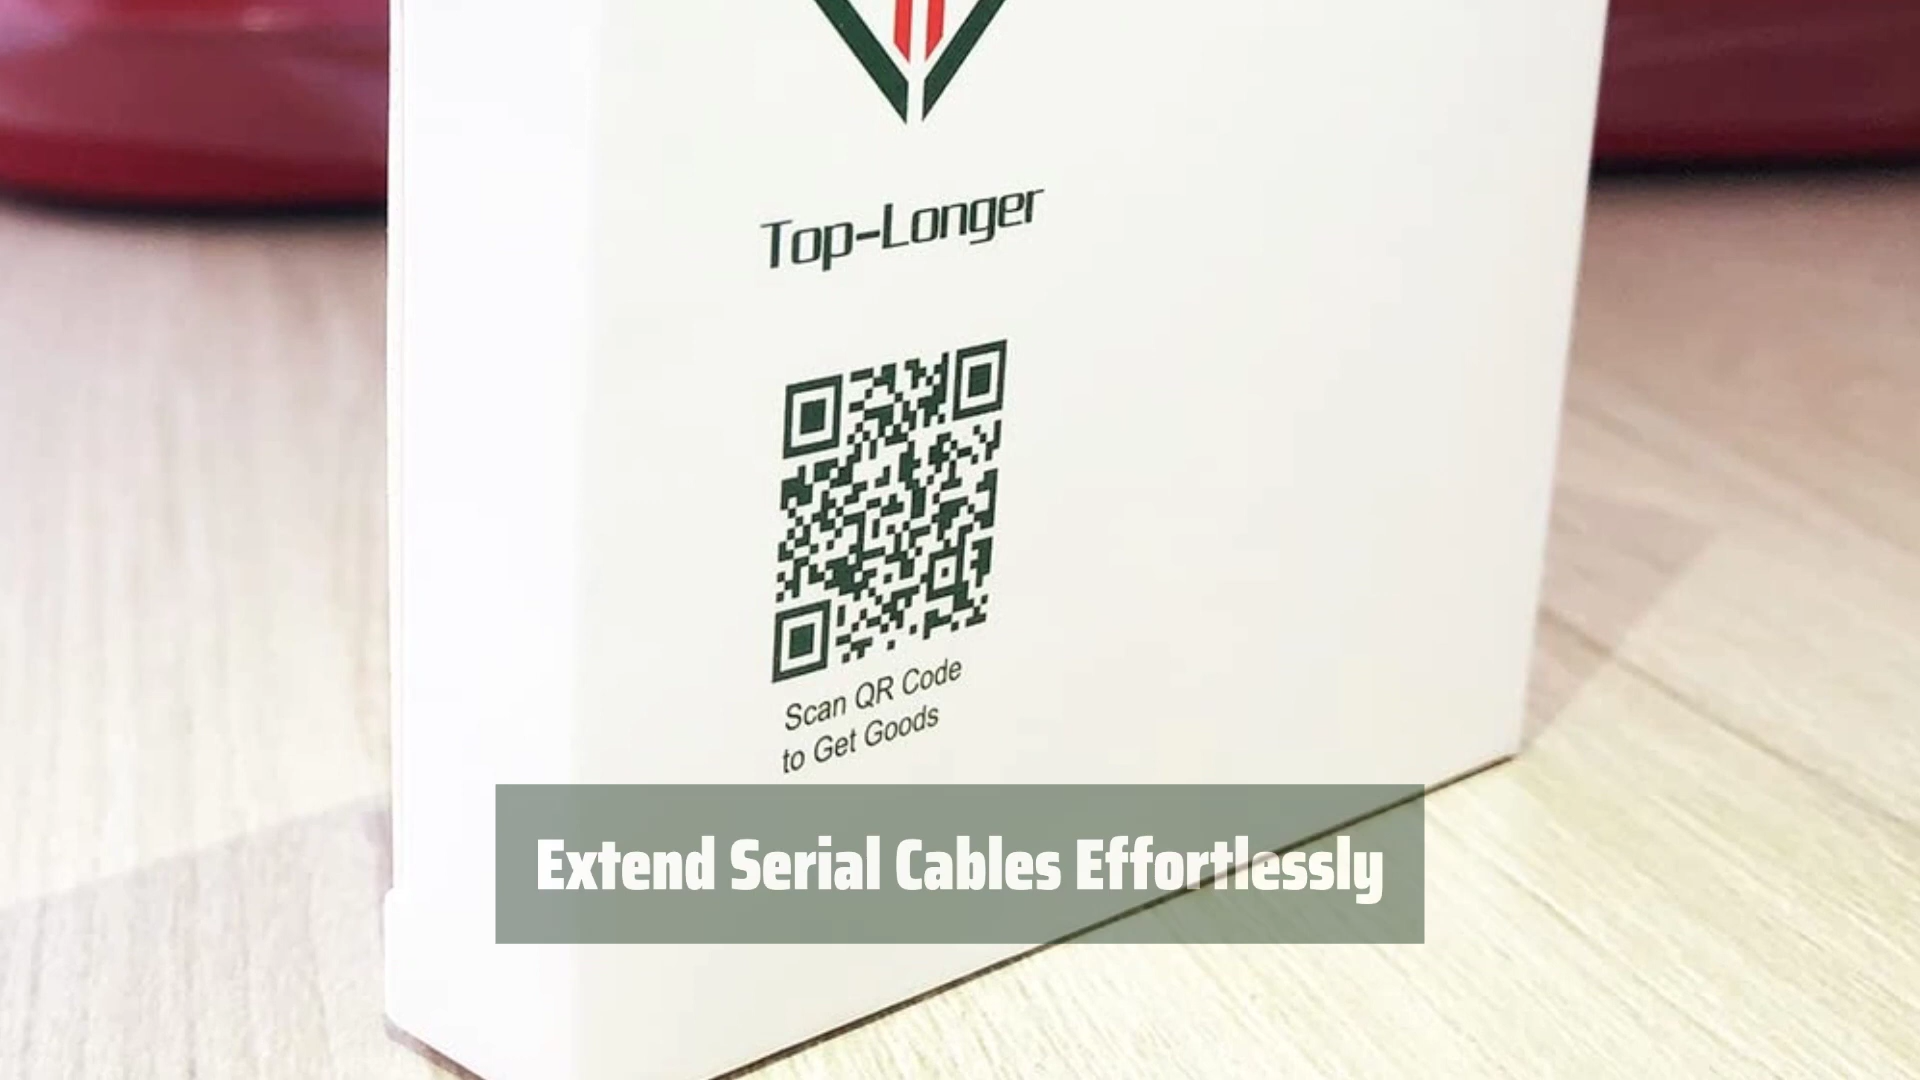 Top-Longer
Scan QR Code
to Get Goods
Extend Serial Cables Effortlessly